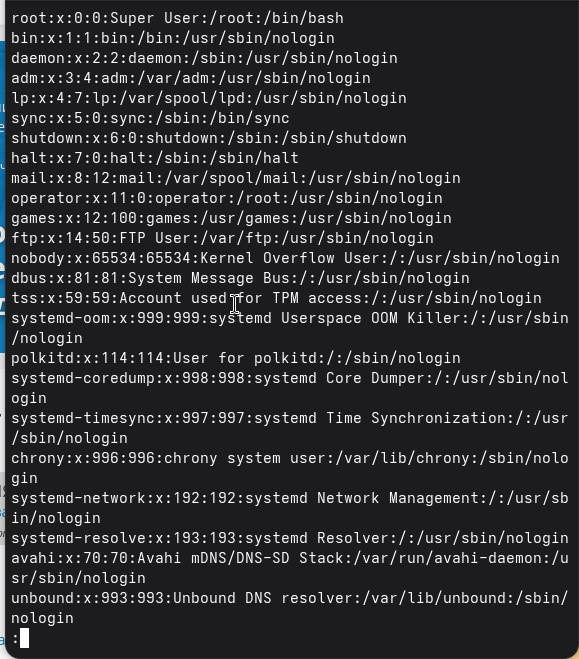 root:x:0:0:Super User:/root:/bin/bash
bin:x:1:1:bin:/bin:/usr/sbin/nologin
daemon:x:2:2:daemon:/sbin:/usr/sbin/nologin
adm:x:3:4:adm:/var/adm:/usr/sbin/nologin
lp:x:4:7:lp:/var/spool/lpd:/usr/sbin/nologin
sync:x:5:0:sync:/sbin:/bin/sync
shutdown:x:6:0:shutdown:/sbin:/sbin/shutdown
halt:x:7:0:halt:/sbin:/sbin/halt
mail:x:8:12:mail:/var/spool/mail:/usr/sbin/nologin
operator:x:11:0:operator:/root:/usr/sbin/nologin
games:x:12:100:games:/usr/games:/usr/sbin/nologin
ftp:x:14:50:FTP User:/var/ftp:/usr/sbin/nologin
nobody:x:65534:65534:Kernel Overflow User:/:/usr/sbin/nologin
dbus:x:81:81:System Message Bus:/:/usr/sbin/nologin
tss:x:59:59:Account used for TPM access:/:/usr/sbin/nologin
systemd-oom:x:999:999:systemd Userspace OOM Killer:/:/usr/sbin
/nologin
polkitd:x:114:114:User for polkitd:/:/sbin/nologin
systemd-coredump:x:998:998:systemd Core Dumper:/:/usr/sbin/nol
ogin
systemd-timesync:x:997:997:systemd Time Synchronization:/:/usr
/sbin/nologin
chrony:x:996:996:chrony system user:/var/lib/chrony:/sbin/nolo
gin
systemd-network:x:192:192:systemd Network Management:/:/usr/sb
in/nologin
systemd-resolve:x:193:193:systemd Resolver:/:/usr/sbin/nologin
avahi:x:70:70:Avahi mDNS/DNS-SD Stack:/var/run/avahi-daemon:/u
sr/sbin/nologin
unbound:x:993:993:Unbound DNS resolver:/var/lib/unbound:/sbin/
nologin
: